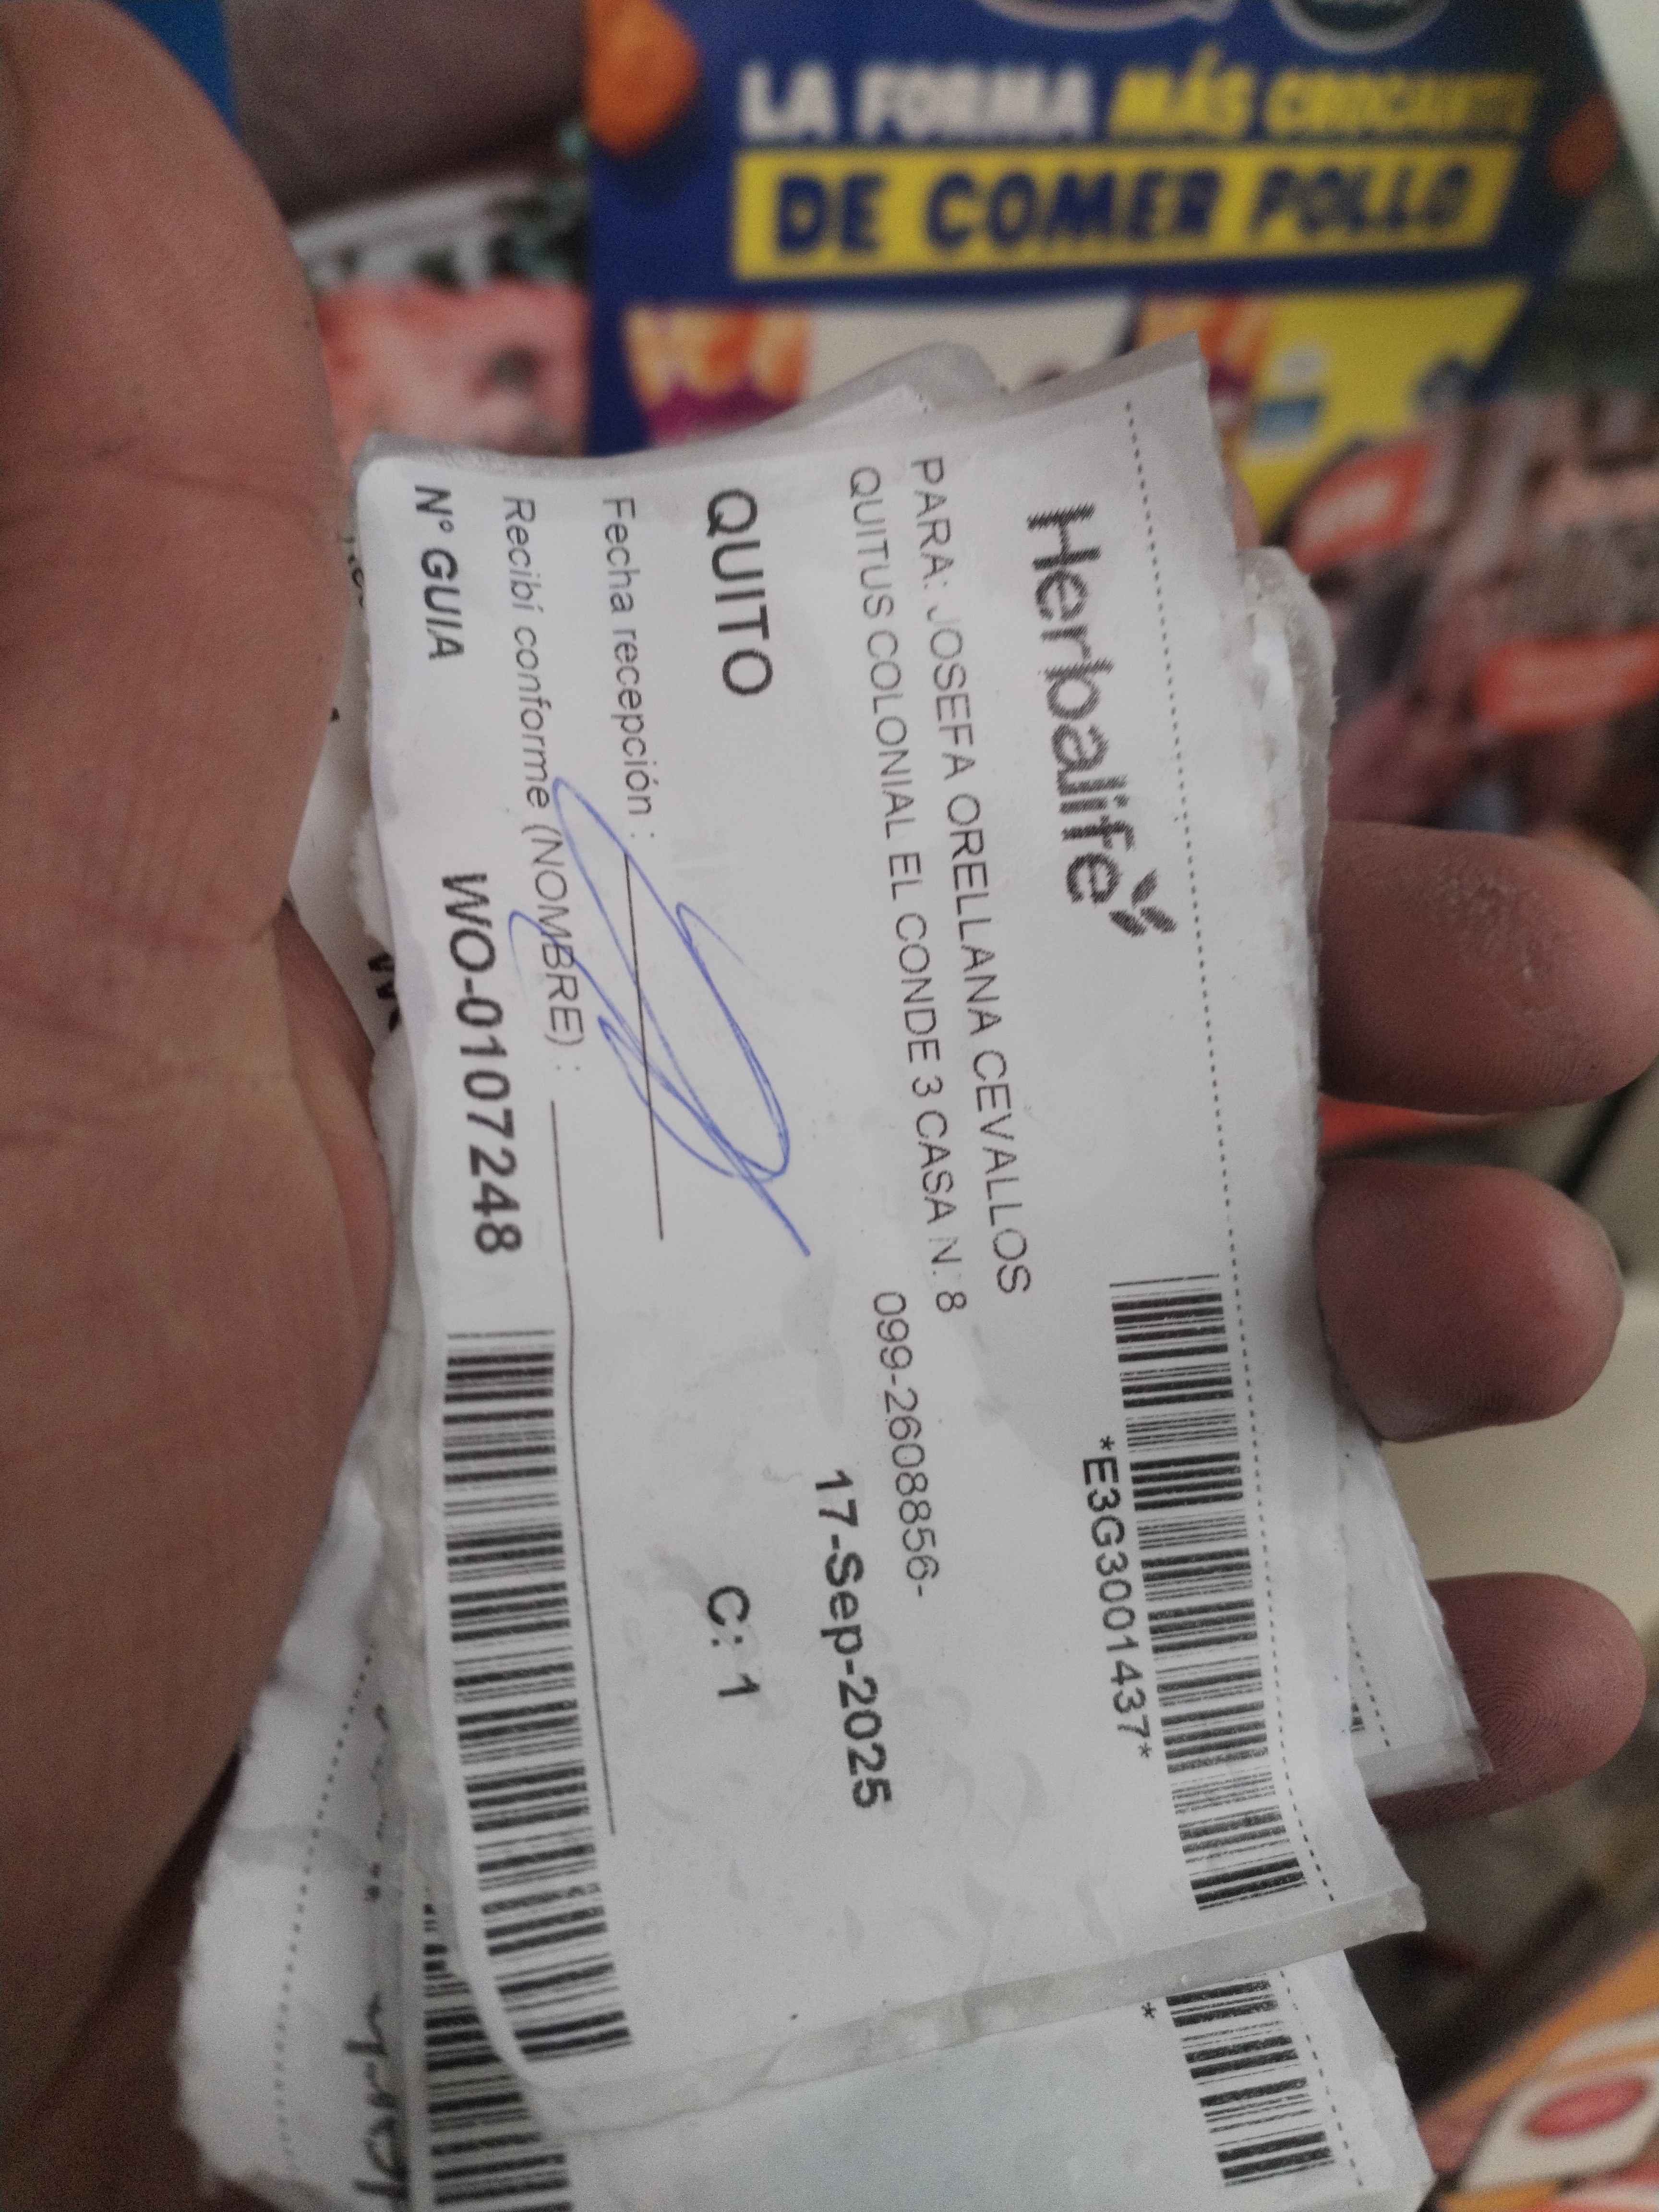 LA FORMA MÁS CROCANTE
DE COMER POLLO
Herbalife
*E3G3001437*
PARA: JOSEFA ORELLANA CEVALLOS
QUITUS COLONIAL EL CONDE 3 CASA N: 8
099-2608856-
17-Sep-2025
QUITO
C: 1
Fecha recepción :
Recibí conforme (NOMBRE) :
Nº GUIA
WO-0107248